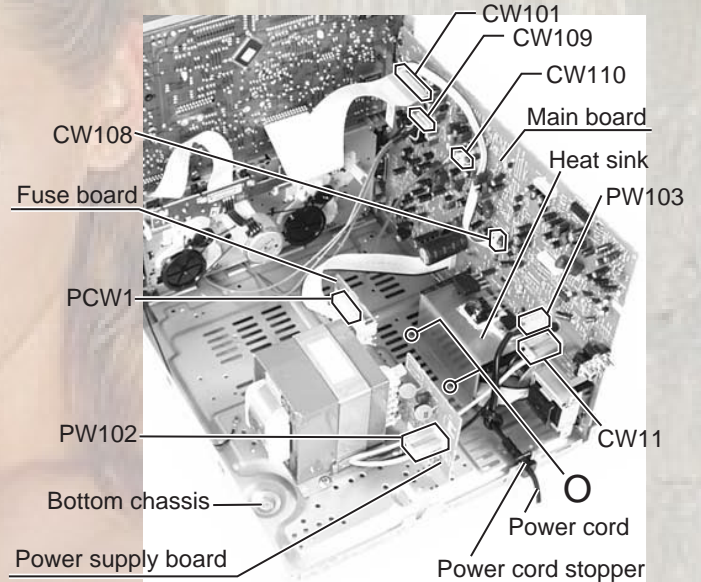 CW101
CW109
CW110
Main board
CW108
Heat sink
Fuse board
PW103
PCW1
PW102
CW11
Bottom chassis
O
Power cord
Power supply board
Power cord stopper